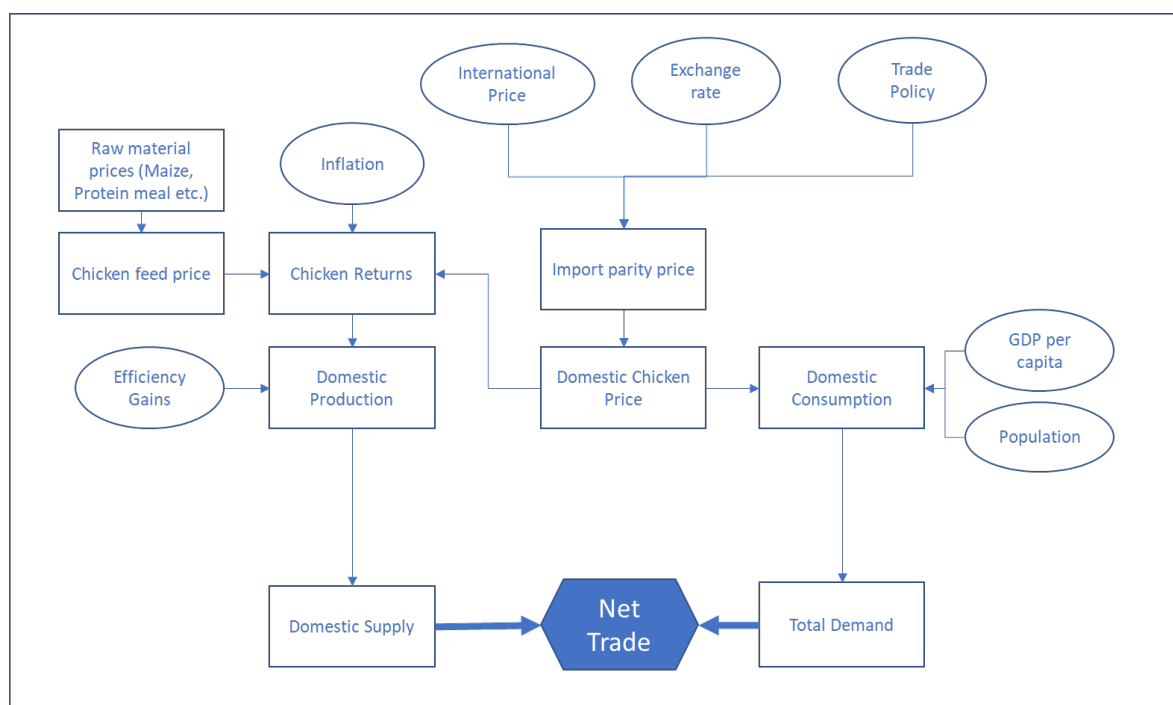 International
Price
Exchange
rate
Trade
Policy
Raw material
prices (Maize,
Protein meal etc.)
Inflation
Chicken feed price
Chicken Returns
Import parity price
Efficiency
Gains
Domestic
Production
Domestic Chicken
Price
Domestic
Consumption
GDP per
capita
Population
Domestic Supply
Net
Trade
Total Demand